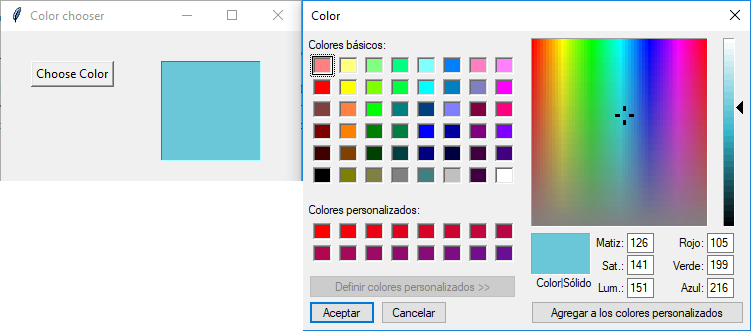 Color chooser
Choose Color
Color
Colores básicos:
Colores personalizados:
Definir colores personalizados >>
Aceptar
Cancelar
Color|Sólido
Matiz: 126
Sat.: 141
Lum.: 151
Rojo: 105
Verde: 199
Azul: 216
Agregar a los colores personalizados